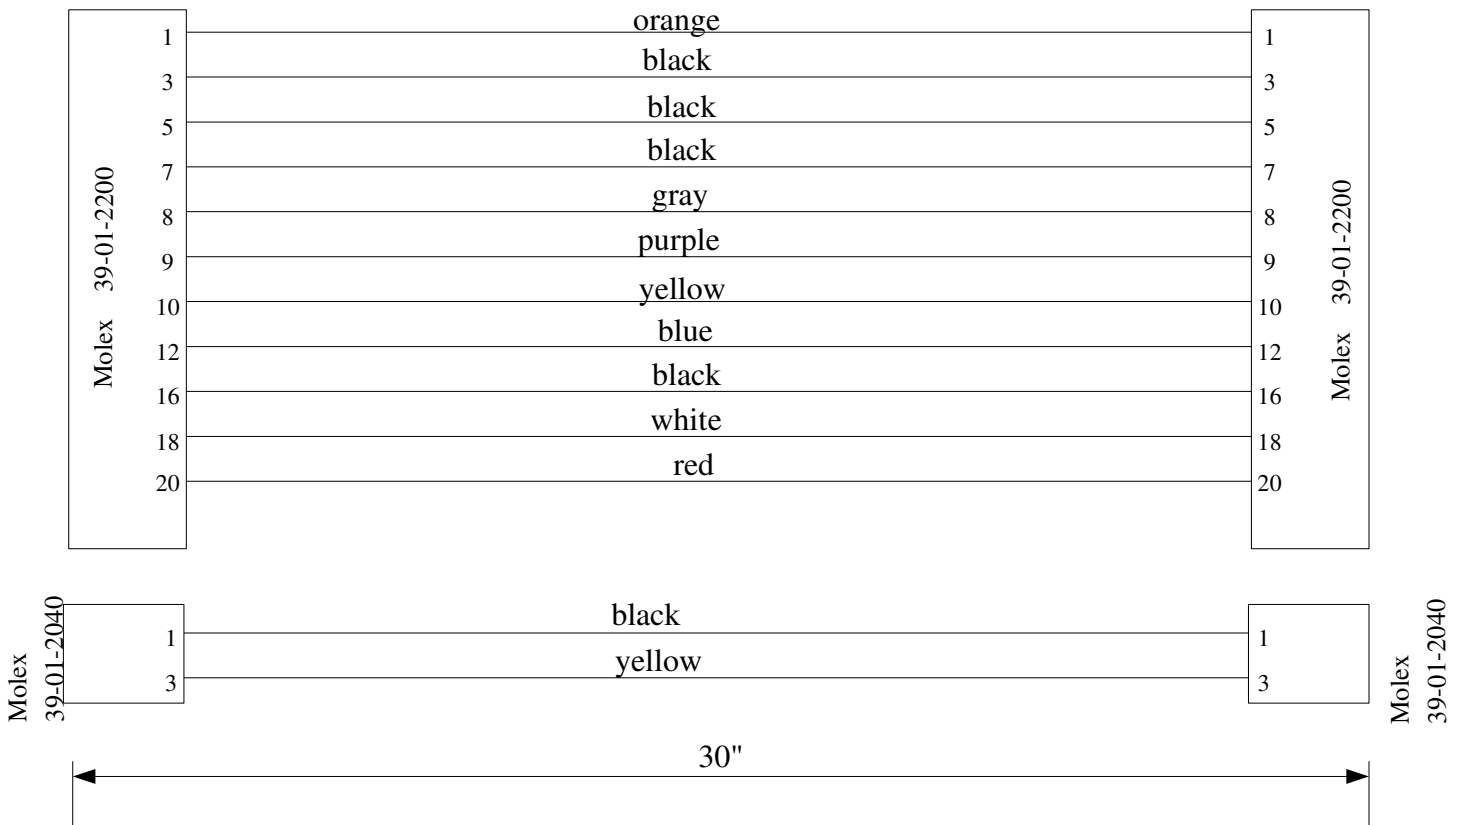 orange
1 1
black
3 3
black
5 5
black
7 7
gray
8 8
purple
9 9
yellow
10 10
blue
12 12
black
16 16
white
18 18
red
20 20
Molex 39-01-2200
Molex 39-01-2200
black
1 1
yellow
3 3
Molex
39-01-2040
Molex
39-01-2040
30"